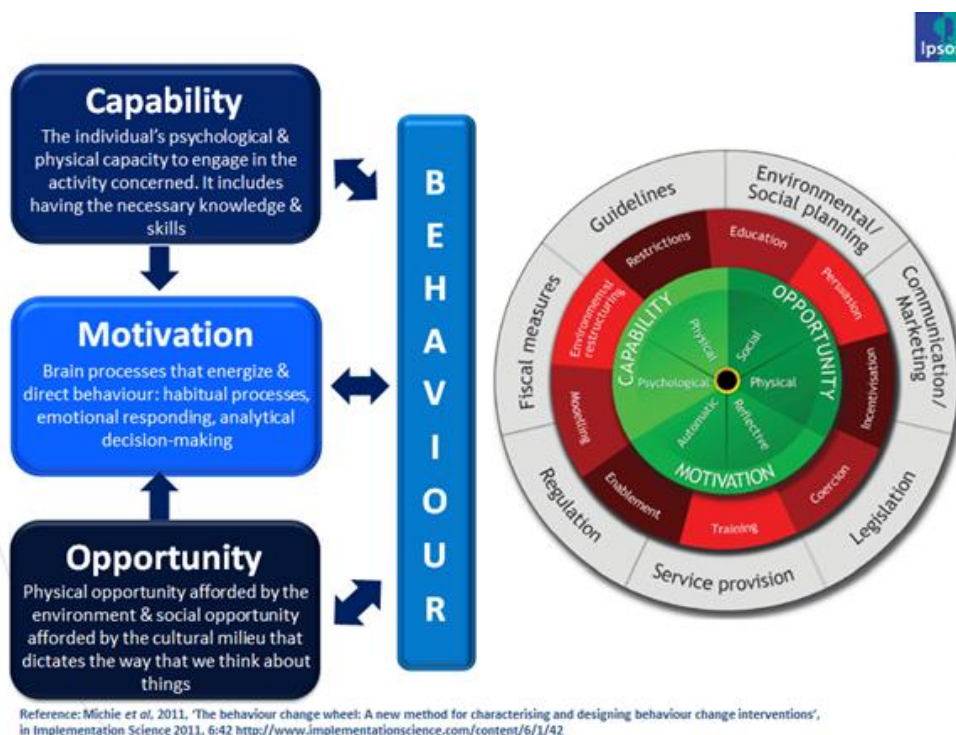 Ipsos
Capability
The individual's psychological &
physical capacity to engage in the
activity concerned. It includes
having the necessary knowledge &
skills
Motivation
Brain processes that energize &
direct behaviour: habitual processes,
emotional responding, analytical
decision-making
Opportunity
Physical opportunity afforded by the
environment & social opportunity
afforded by the cultural milieu that
dictates the way that we think about
things
B
E
H
A
V
I
O
U
R
Guidelines
Environmental/
Social planning
Communication/
Marketing
Legislation
Service provision
Regulation
Fiscal measures
Restrictions
Education
Persuasion
Incentivisation
Coercion
Training
Enablement
Modelling
Environmental
restructuring
CAPABILITY
OPPORTUNITY
MOTIVATION
Physical
Social
Psychological
Physical
Automatic
Reflective
Reference: Michie et al, 2011, 'The behaviour change wheel: A new method for characterising and designing behaviour change interventions',
in Implementation Science 2011, 6:42 http://www.implementationscience.com/content/6/1/42